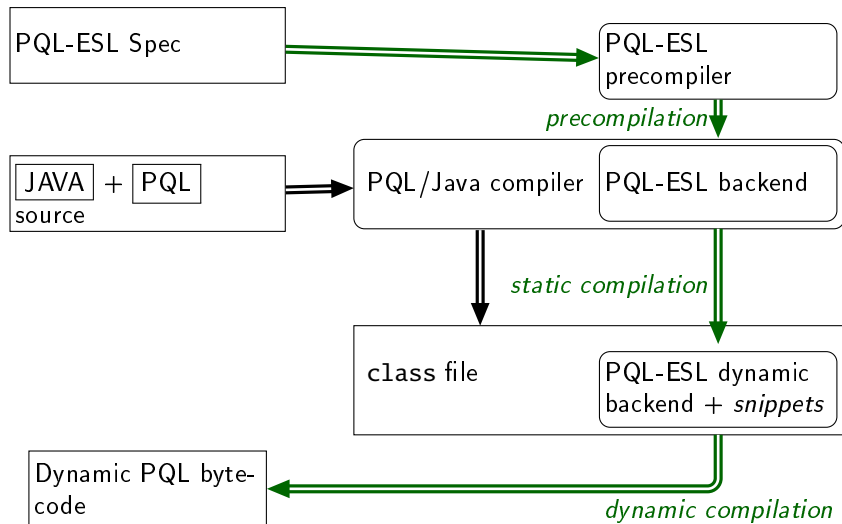 PQL-ESL Spec
PQL-ESL
precompiler
precompilation
JAVA + PQL
source
PQL/Java compiler
PQL-ESL backend
static compilation
class file
PQL-ESL dynamic
backend + snippets
Dynamic PQL byte-
code
dynamic compilation